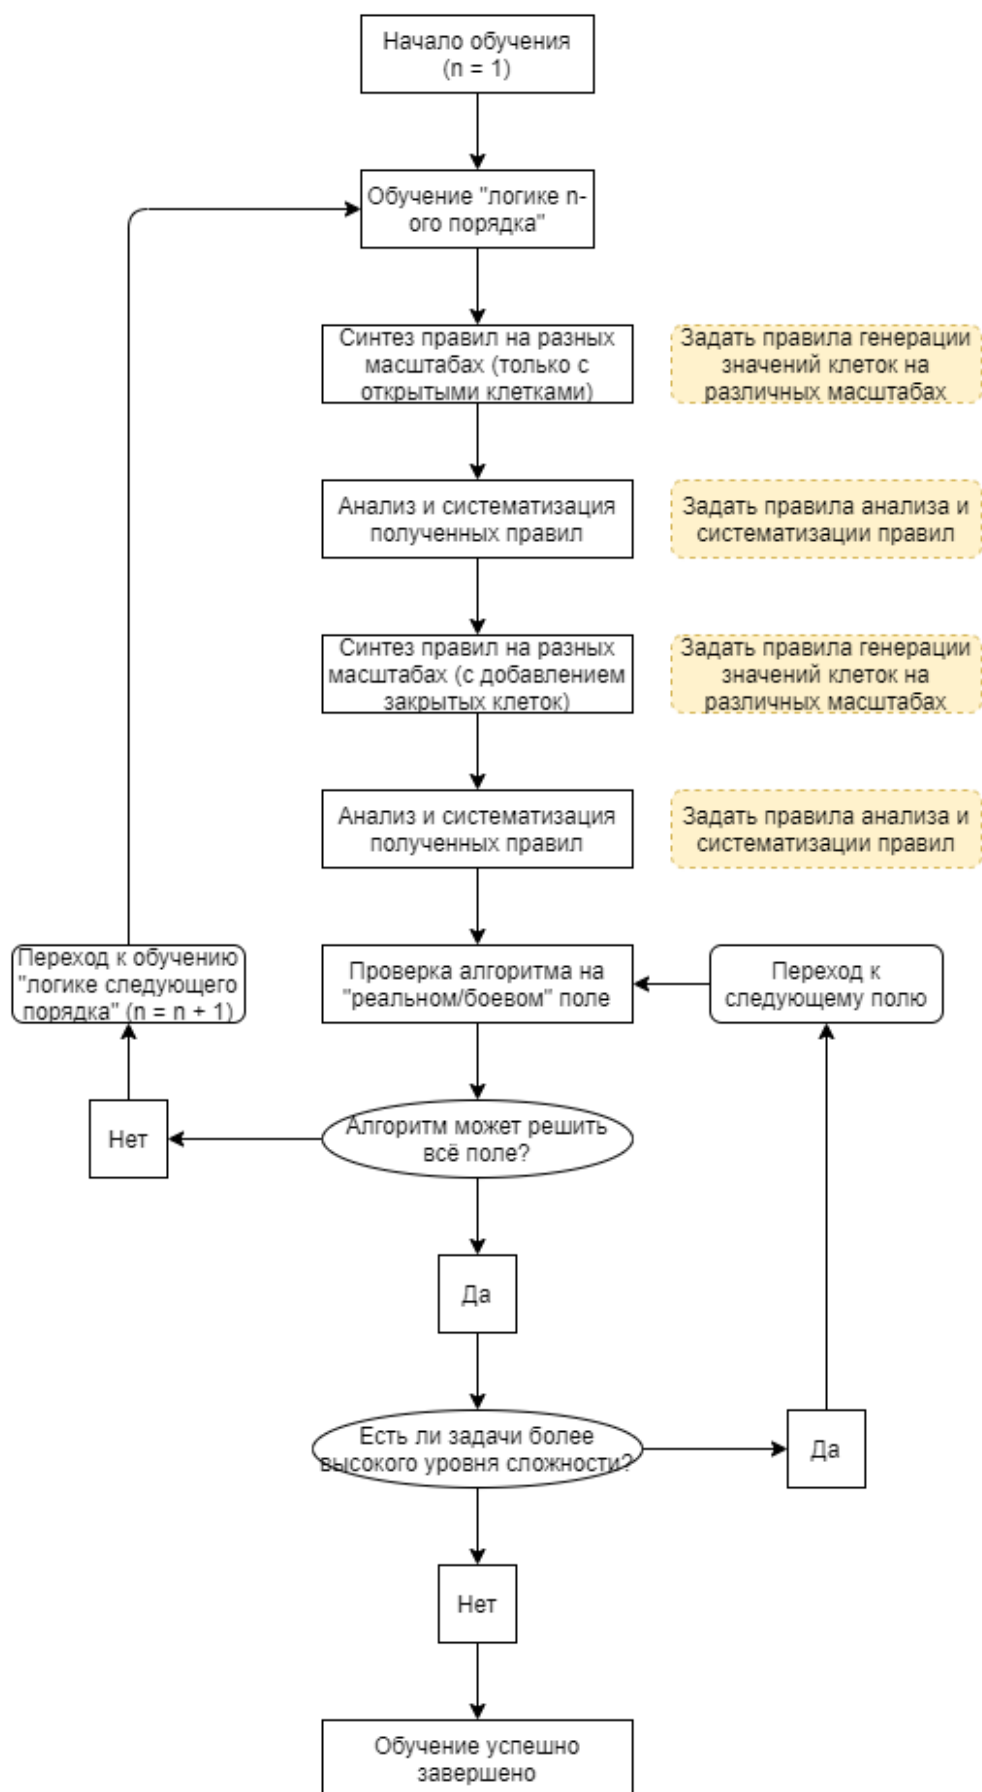 Начало обучения
(n = 1)
Обучение "логике n-
ого порядка"
Синтез правил на разных
масштабах (только с
открытыми клетками)
Задать правила генерации
значений клеток на
различных масштабах
Анализ и систематизация
полученных правил
Задать правила анализа и
систематизации правил
Синтез правил на разных
масштабах (с добавлением
закрытых клеток)
Задать правила генерации
значений клеток на
различных масштабах
Анализ и систематизация
полученных правил
Задать правила анализа и
систематизации правил
Переход к обучению
"логике следующего
порядка" (n = n + 1)
Проверка алгоритма на
"реальном/боевом" поле
Переход к
следующему полю
Нет
Алгоритм может решить
всё поле?
Да
Есть ли задачи более
высокого уровня сложности?
Да
Нет
Обучение успешно
завершено